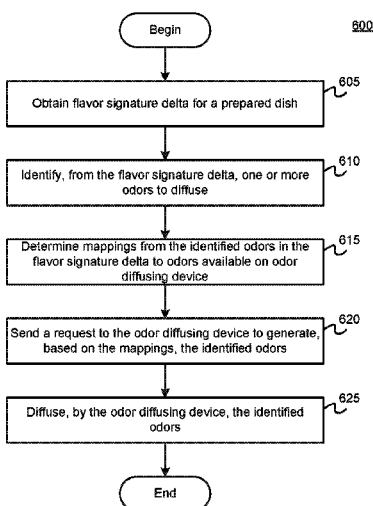 Begin
600
605
Obtain flavor signature delta for a prepared dish
610
Identify, from the flavor signature delta, one or more
odors to diffuse
615
Determine mappings from the identified odors in the
flavor signature delta to odors available on odor
diffusing device
620
Send a request to the odor diffusing device to generate,
based on the mappings, the identified odors
625
Diffuse, by the odor diffusing device, the identified
odors
End